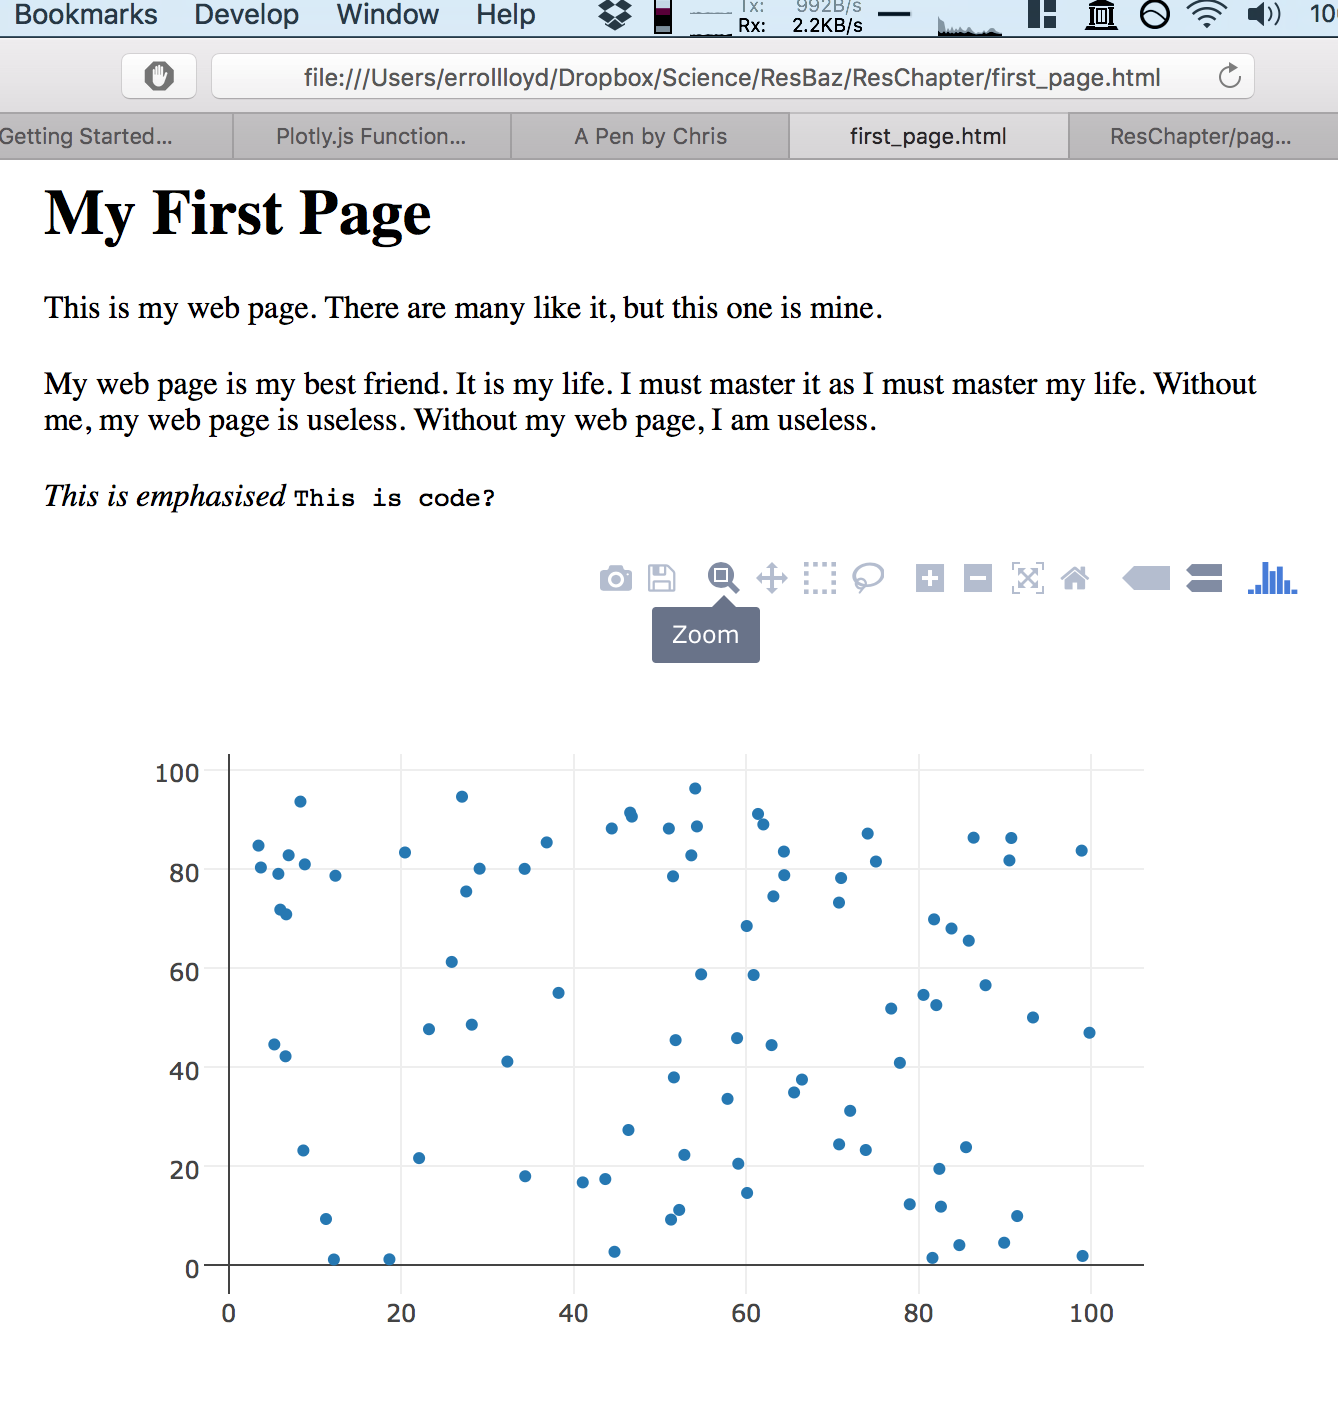 Bookmarks Develop Window Help
Tx: 992B/s
Rx: 2.2KB/s
10
file:///Users/errollloyd/Dropbox/Science/ResBaz/ResChapter/first_page.html
Getting Started... Plotly.js Function... A Pen by Chris first_page.html ResChapter/pag...
My First Page
This is my web page. There are many like it, but this one is mine.
My web page is my best friend. It is my life. I must master it as I must master my life. Without
me, my web page is useless. Without my web page, I am useless.
This is emphasised This is code?
Zoom
100
80
60
40
20
0
0 20 40 60 80 100